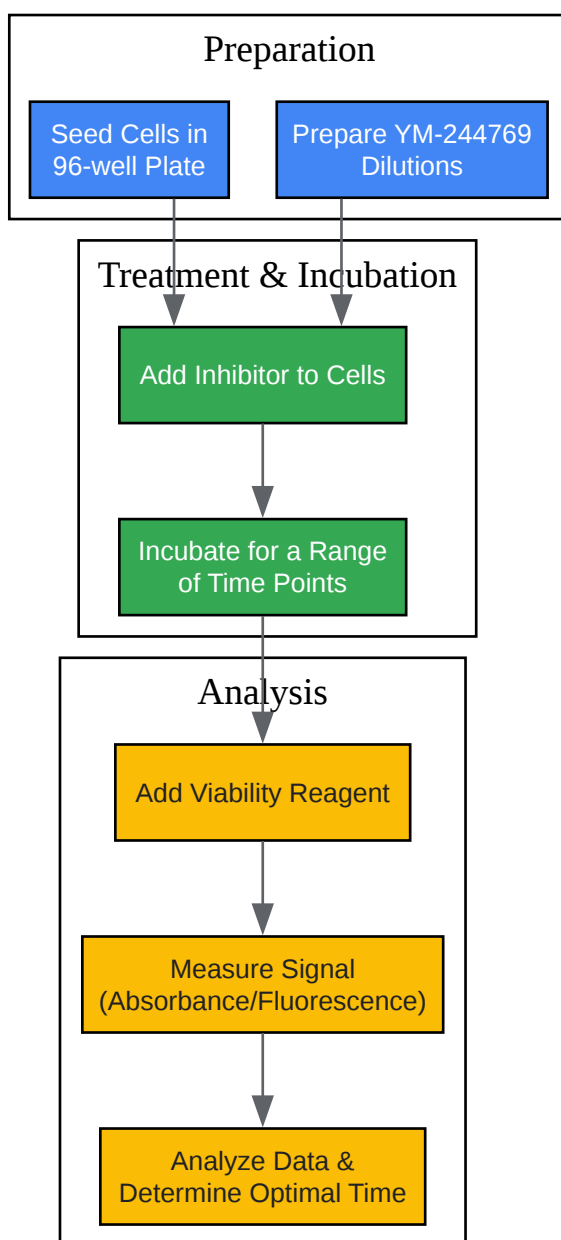 Preparation
Seed Cells in
96-well Plate
Prepare YM-244769
Dilutions
Treatment & Incubation
Add Inhibitor to Cells
Incubate for a Range
of Time Points
Analysis
Add Viability Reagent
Measure Signal
(Absorbance/Fluorescence)
Analyze Data &
Determine Optimal Time